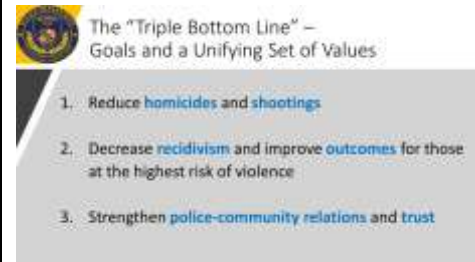 The “Triple Bottom Line” –
Goals and a Unifying Set of Values
1. Reduce homicides and shootings
2. Decrease recidivism and improve outcomes for those
at the highest risk of violence
3. Strengthen police-community relations and trust